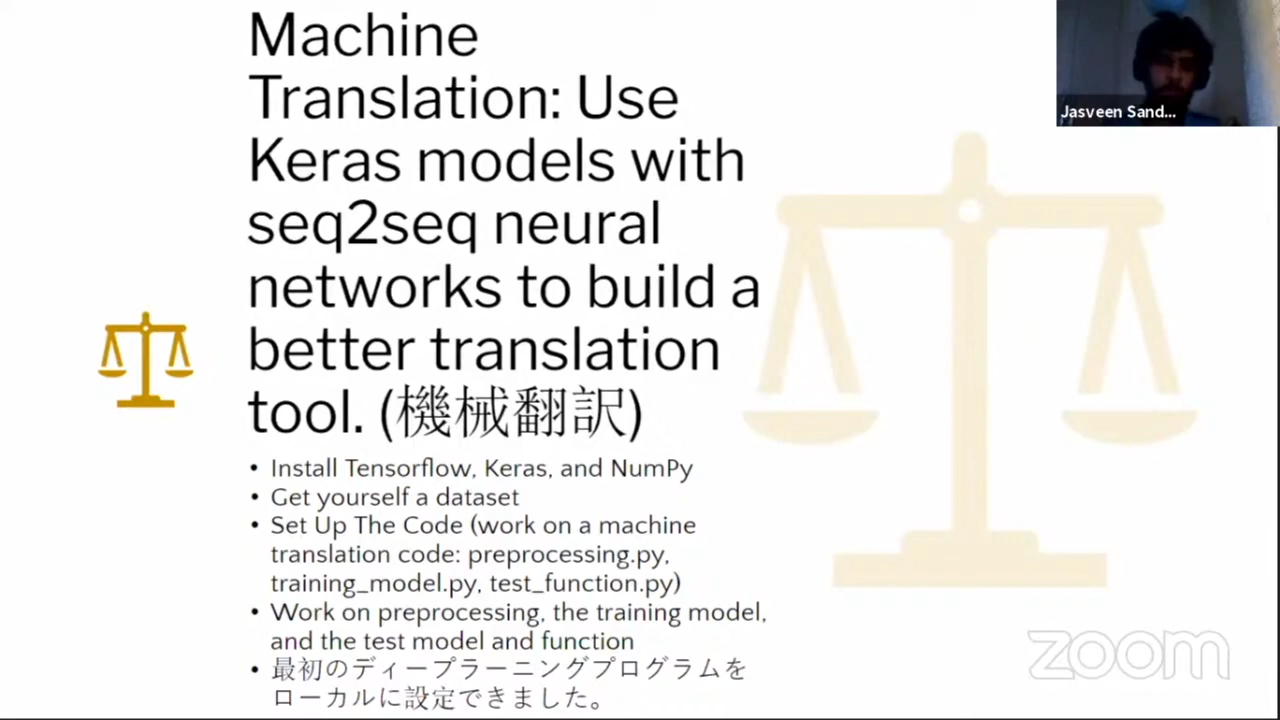 Machine
Translation: Use
Keras models with
seq2seq neural
networks to build a
better translation
tool. (機械翻訳)
• Install Tensorflow, Keras, and NumPy
• Get yourself a dataset
• Set Up The Code (work on a machine
translation code: preprocessing.py,
training_model.py, test_function.py)
• Work on preprocessing, the training model,
and the test model and function
• 最初のディープラーニングプログラムを
ローカルに設定できました。
Jasveen Sand...
zoom